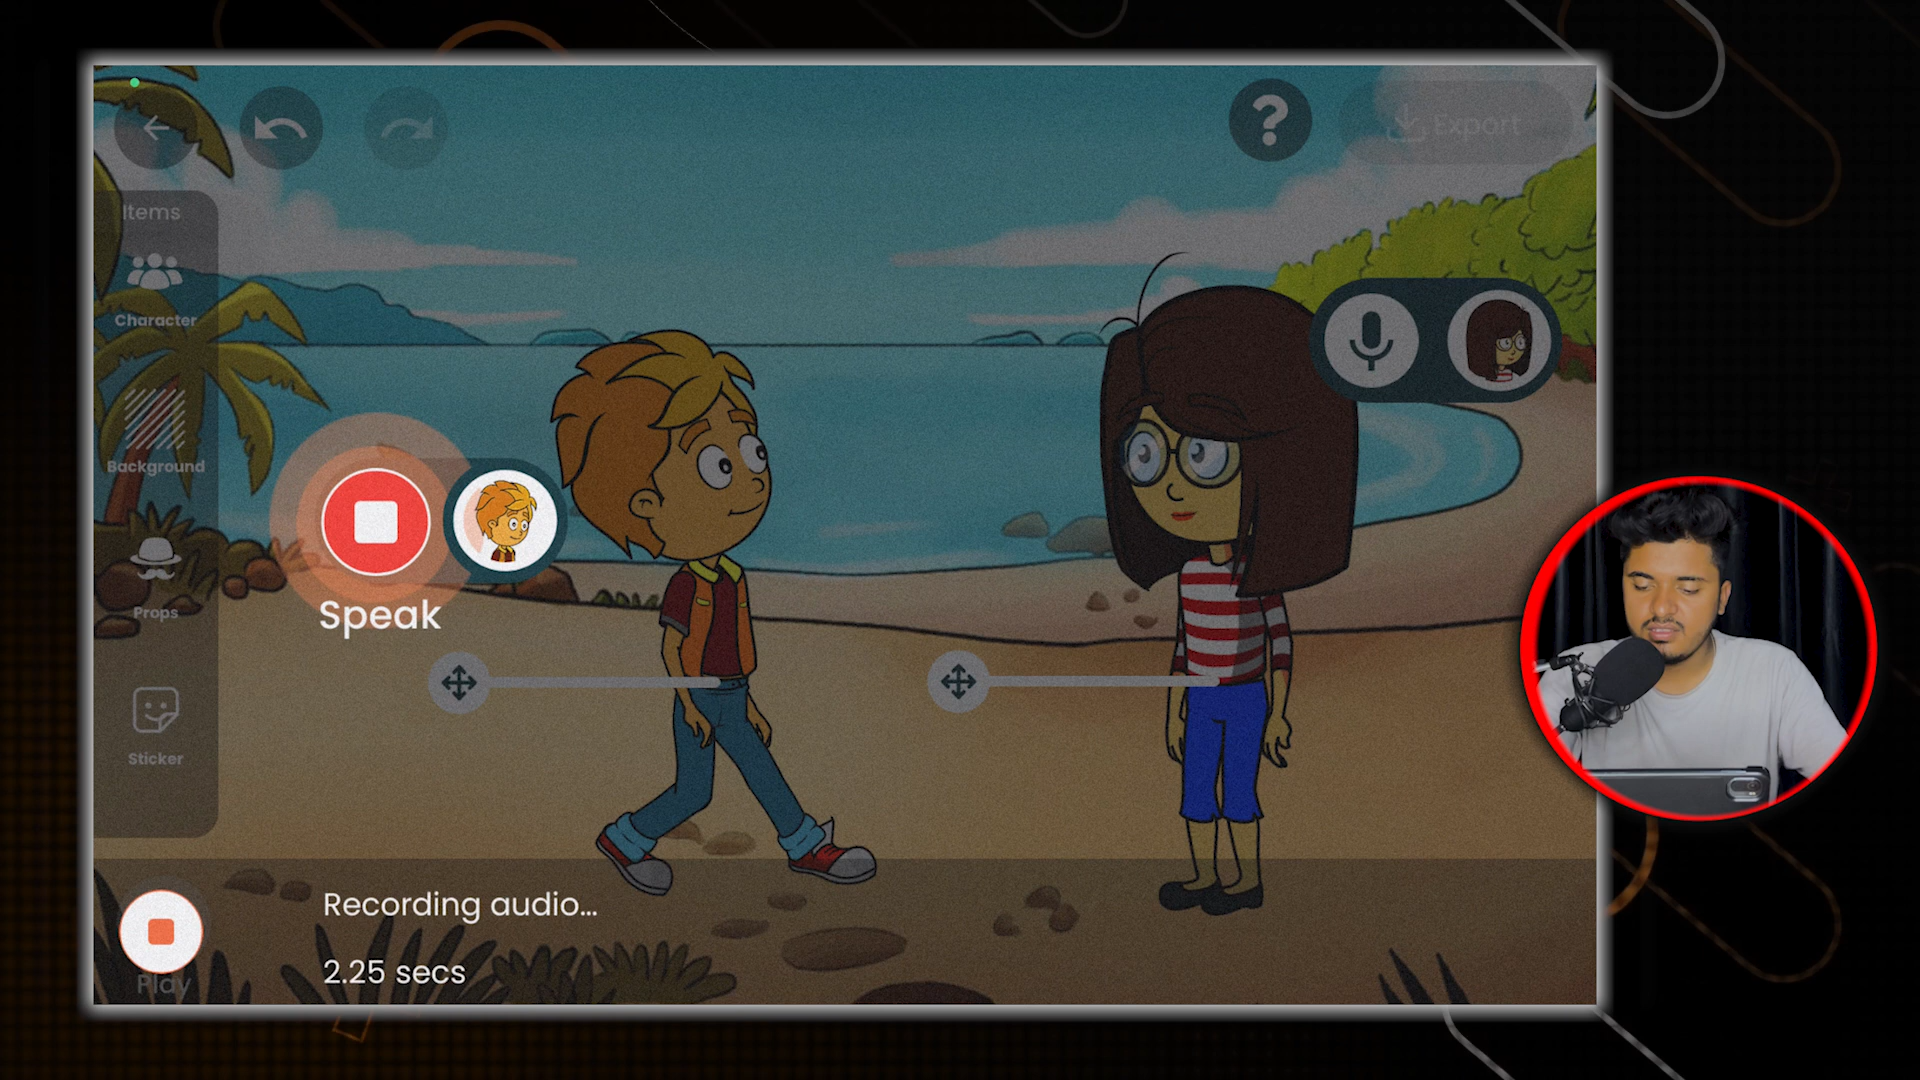 Export
Items
Character
Background
Speak
Props
Sticker
Recording audio...
2.25 secs
Play